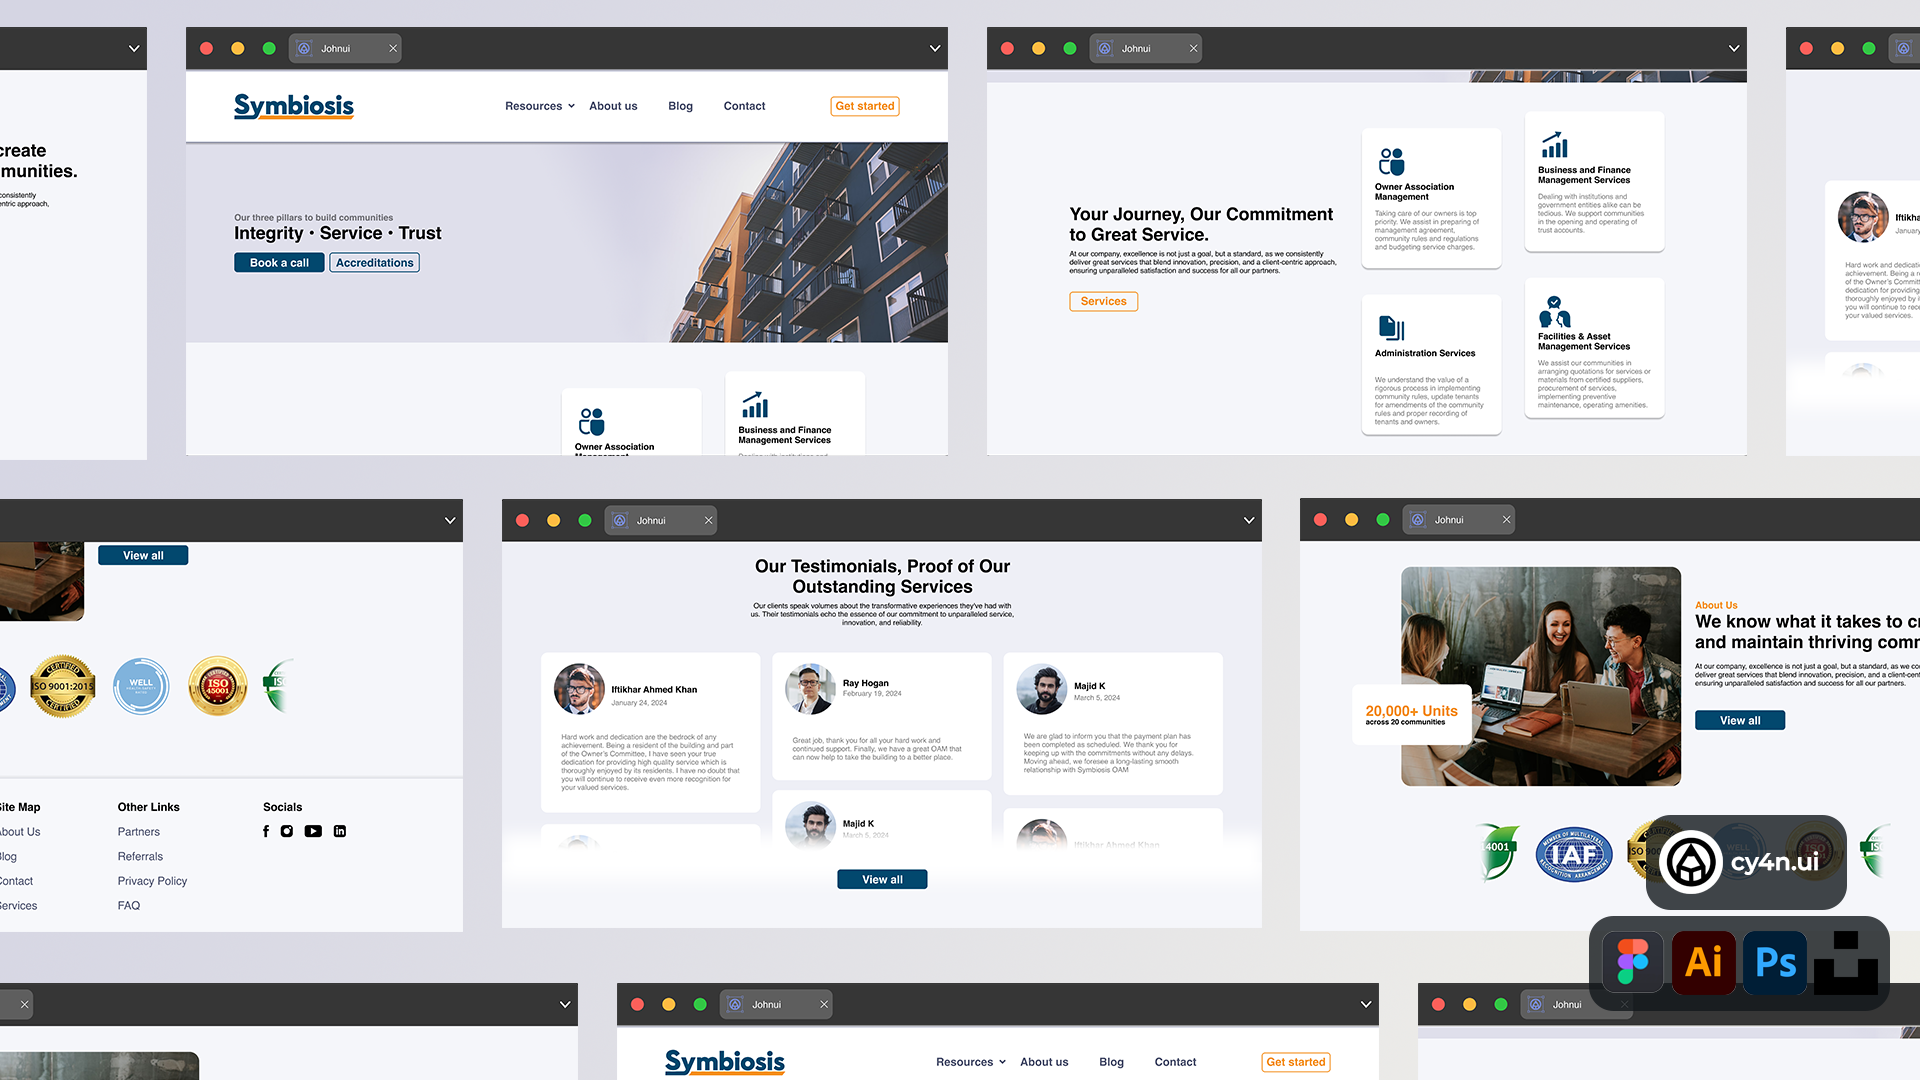 create
munities.
consistently
entric approach,
Johnui
Symbiosis
Resources
About us
Blog
Contact
Get started
Our three pillars to build communities
Integrity • Service • Trust
Book a call
Accreditations
Owner Association
Business and Finance
Management Services
Johnui
Your Journey, Our Commitment
to Great Service.
At our company, excellence is not just a goal, but a standard, as we consistently
deliver great services that blend innovation, precision, and a client-centric approach,
ensuring unparalleled satisfaction and success for all our partners.
Services
Owner Association
Management
Taking care of our owners is top
priority. We assist in preparing of
management agreement,
community rules and regulations
and budgeting service charges.
Business and Finance
Management Services
Dealing with institutions and
government entities alike can be
tedious. We support communities
in the opening and operating of
trust accounts.
Administration Services
We understand the value of a
rigorous process in implementing
community rules, update tenants
for amendments of the community
rules and proper recording of
tenants and owners.
Facilities & Asset
Management Services
We assist our communities in
arranging quotations for services or
materials from certified suppliers,
procurement of services,
implementing preventive
maintenance, operating amenities.
Iftikha
January
Hard work and dedicatio
achievement. Being a re
of the Owner's Committ
dedication for providing
thoroughly enjoyed by i
you will continue to rece
your valued services.
View all
CERTIFIED
ISO 9001:2015
CERTIFIED
WELL
HEALTH-SAFETY
RATED
ISO
45001
Site Map
About Us
Blog
Contact
Services
Other Links
Partners
Referrals
Privacy Policy
FAQ
Socials
Johnui
Our Testimonials, Proof of Our
Outstanding Services
Our clients speak volumes about the transformative experiences they've had with
us. Their testimonials echo the essence of our commitment to unparalleled service,
innovation, and reliability.
Iftikhar Ahmed Khan
January 24, 2024
Hard work and dedication are the bedrock of any
achievement. Being a resident of the building and part
of the Owner's Committee, I have seen your true
dedication for providing high quality service which is
thoroughly enjoyed by its residents. I have no doubt that
you will continue to receive even more recognition for
your valued services.
Ray Hogan
February 19, 2024
Great job, thank you for all your hard work and
continued support. Finally, we have a great OAM that
can now help to take the building to a better place.
Majid K
March 5, 2024
We are glad to inform you that the payment plan has
been completed as scheduled. We thank you for
keeping up with the commitments without any delays.
Moving ahead, we foresee a long-lasting smooth
relationship with Symbiosis OAM
Majid K
March 5, 2024
Iftikhar Ahmed Khan
View all
Johnui
About Us
We know what it takes to cr
and maintain thriving comm
At our company, excellence is not just a goal, but a standard, as we co
deliver great services that blend innovation, precision, and a client-cent
ensuring unparalleled satisfaction and success for all our partners.
20,000+ Units
across 20 communities
View all
4001
MEMBER OF MULTILATERAL
IAF
RECOGNITION ARRANGEMENT
ISO 900
WELL
ISO
cy4n.ui
Ai
Ps
Johnui
Symbiosis
Resources
About us
Blog
Contact
Get started
Johnui